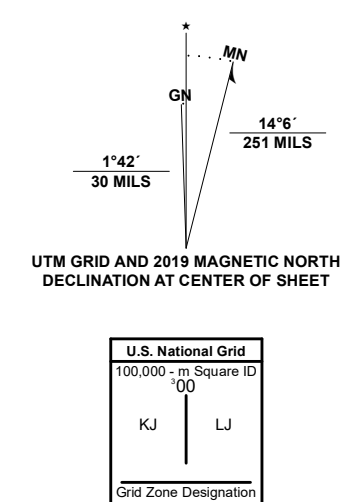 ★
MN
GN
14°6´
251 MILS
1°42´
30 MILS
UTM GRID AND 2019 MAGNETIC NORTH
DECLINATION AT CENTER OF SHEET
U.S. National Grid
100,000 - m Square ID
³00
KJ LJ
Grid Zone Designation